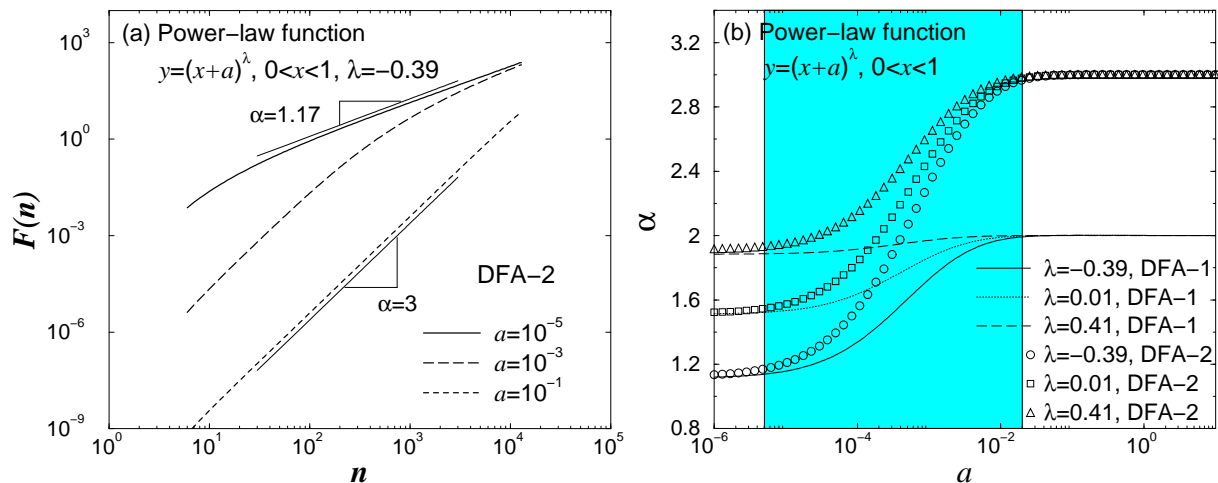 (a) Power−law function
y=(x+a)^λ, 0<x<1, λ=−0.39
α=1.17
α=3
DFA−2
a=10^−5
a=10^−3
a=10^−1
10^3
10^0
10^−3
10^−6
10^−9
F(n)
10^0 10^1 10^2 10^3 10^4 10^5
n
(b) Power−law function
y=(x+a)^λ, 0<x<1
3.2
2.8
2.4
2
1.6
1.2
0.8
α
λ=−0.39, DFA−1
λ=0.01, DFA−1
λ=0.41, DFA−1
λ=−0.39, DFA−2
λ=0.01, DFA−2
λ=0.41, DFA−2
10^−6 10^−4 10^−2 10^0
a